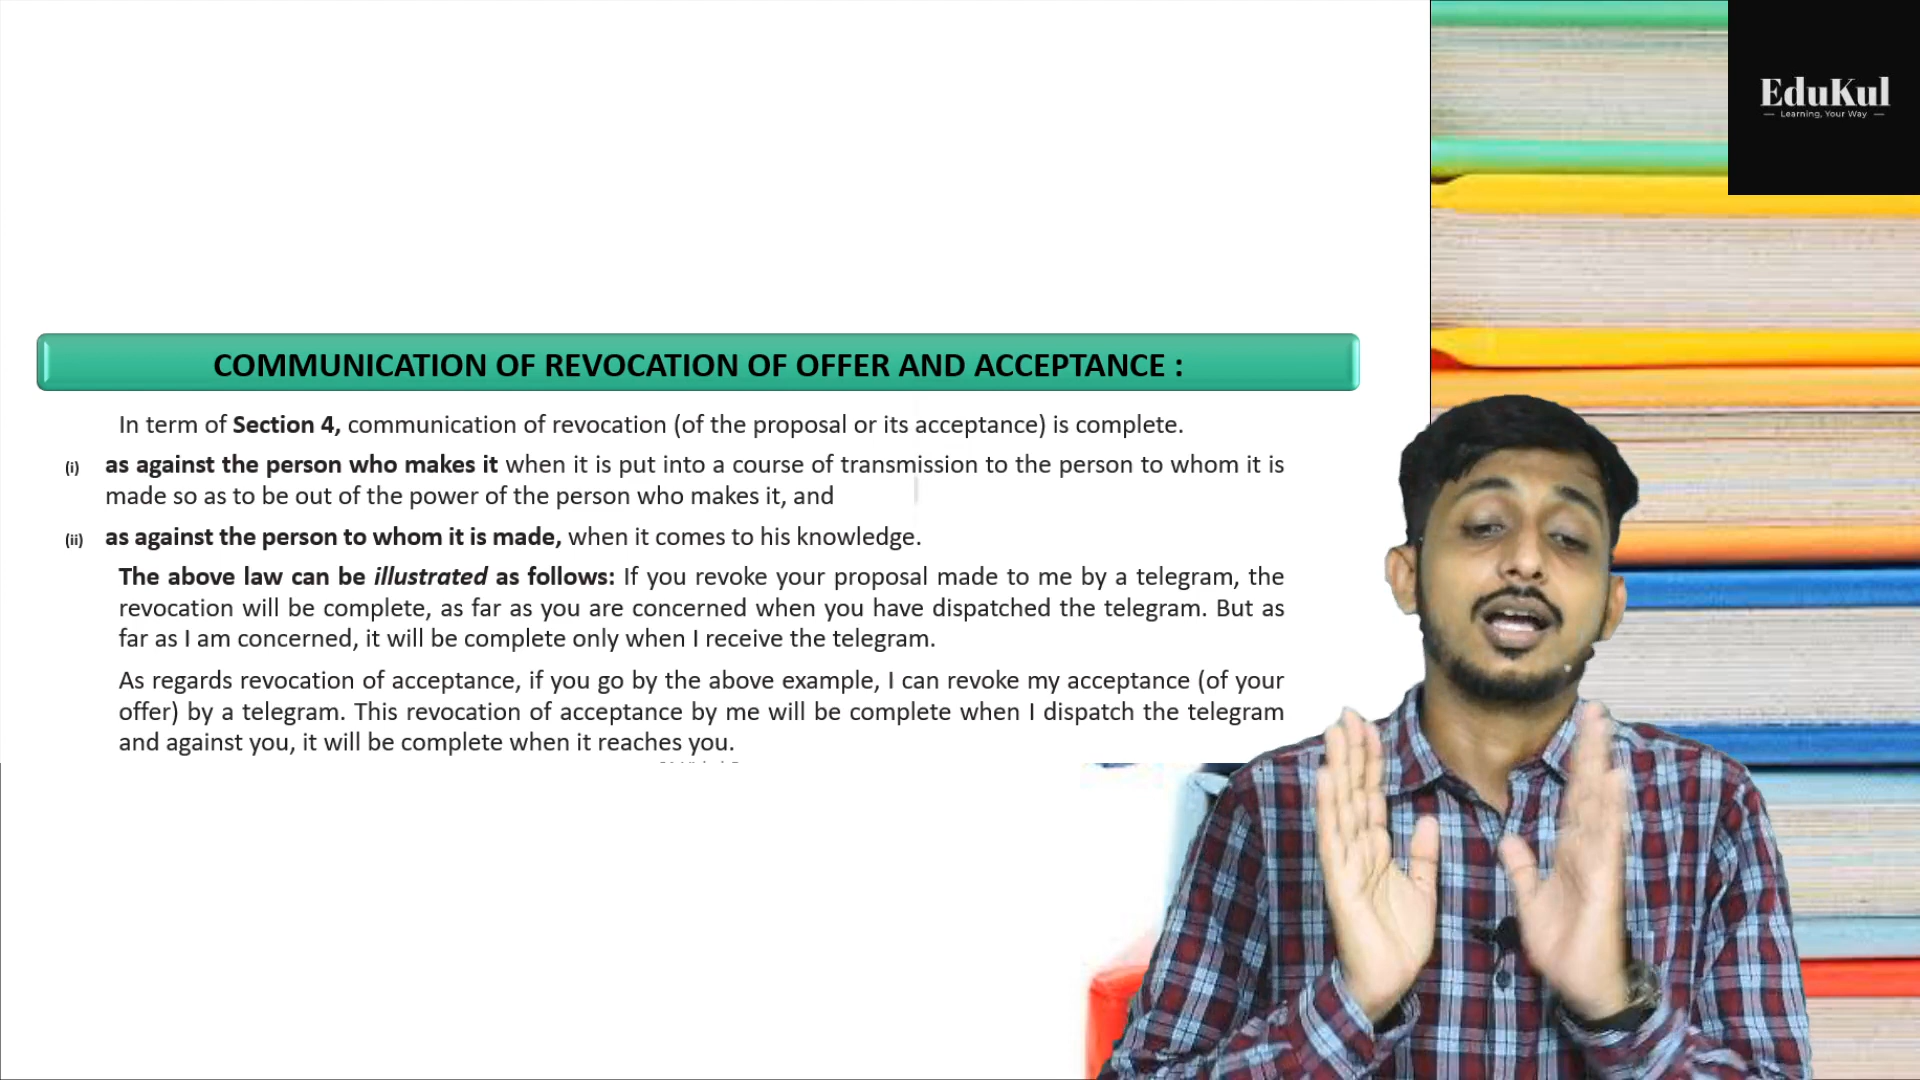 EduKul
— Learning, Your Way —
COMMUNICATION OF REVOCATION OF OFFER AND ACCEPTANCE :
In term of Section 4, communication of revocation (of the proposal or its acceptance) is complete.
(i) as against the person who makes it when it is put into a course of transmission to the person to whom it is
made so as to be out of the power of the person who makes it, and
(ii) as against the person to whom it is made, when it comes to his knowledge.
The above law can be illustrated as follows: If you revoke your proposal made to me by a telegram, the
revocation will be complete, as far as you are concerned when you have dispatched the telegram. But as
far as I am concerned, it will be complete only when I receive the telegram.
As regards revocation of acceptance, if you go by the above example, I can revoke my acceptance (of your
offer) by a telegram. This revocation of acceptance by me will be complete when I dispatch the telegram
and against you, it will be complete when it reaches you.